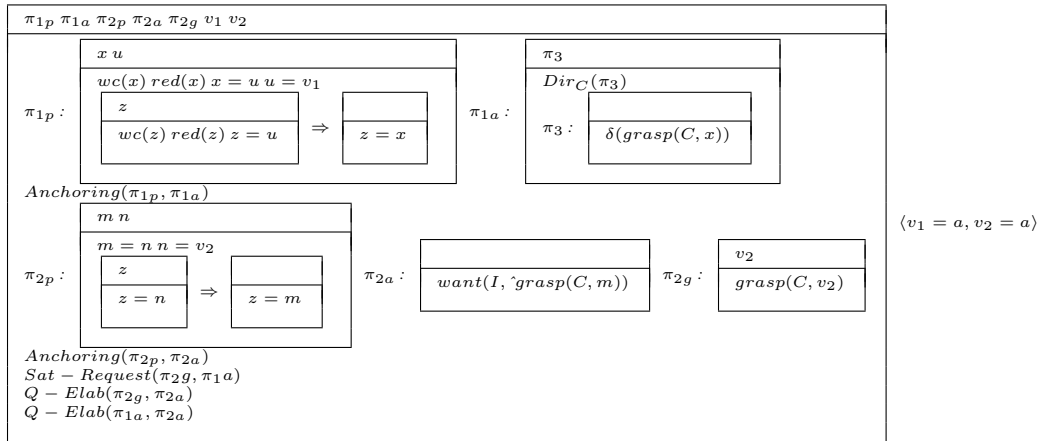 π₁ₚ π₁ₐ π₂ₚ π₂ₐ π₂g v₁ v₂
x u
wc(x) red(x) x = u u = v₁
z
wc(z) red(z) z = u
⇒
z = x
π₁ₚ :
π₁ₐ :
π₃
Dir_C(π₃)
π₃ :
δ(grasp(C, x))
Anchoring(π₁ₚ, π₁ₐ)
m n
m = n n = v₂
z
z = n
⇒
z = m
π₂ₚ :
π₂ₐ :
want(I, ˆgrasp(C, m))
π₂g :
v₂
grasp(C, v₂)
⟨v₁ = a, v₂ = a⟩
Anchoring(π₂ₚ, π₂ₐ)
Sat − Request(π₂g, π₁ₐ)
Q − Elab(π₂g, π₂ₐ)
Q − Elab(π₁ₐ, π₂ₐ)